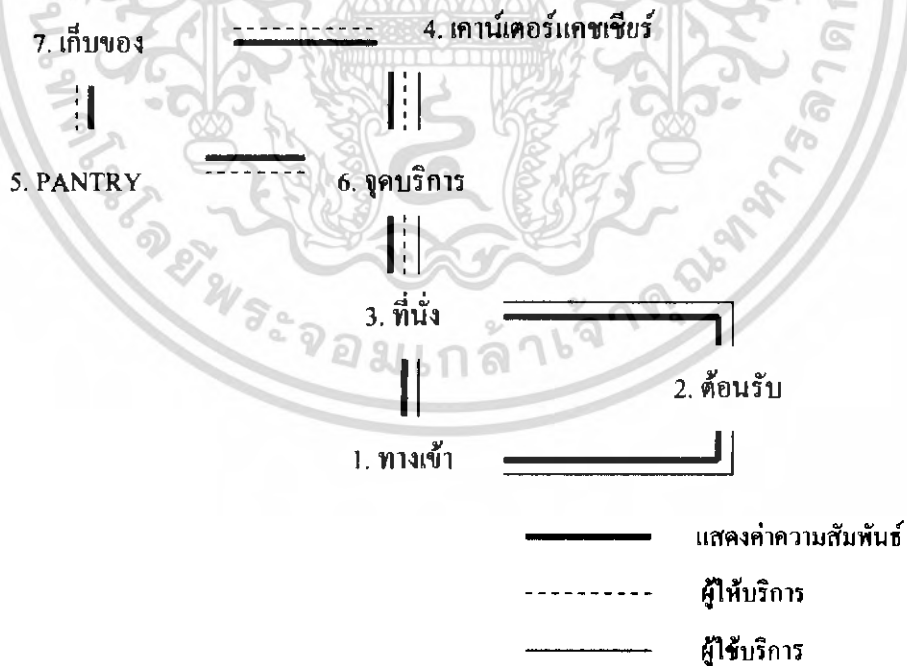 7. เก็บของ
4. เคาน์เตอร์แคชเชียร์
5. PANTRY
6. จุดบริการ
3. ที่นั่ง
2. ต้อนรับ
1. ทางเข้า
แสดงค่าความสัมพันธ์
ผู้ให้บริการ
ผู้ใช้บริการ